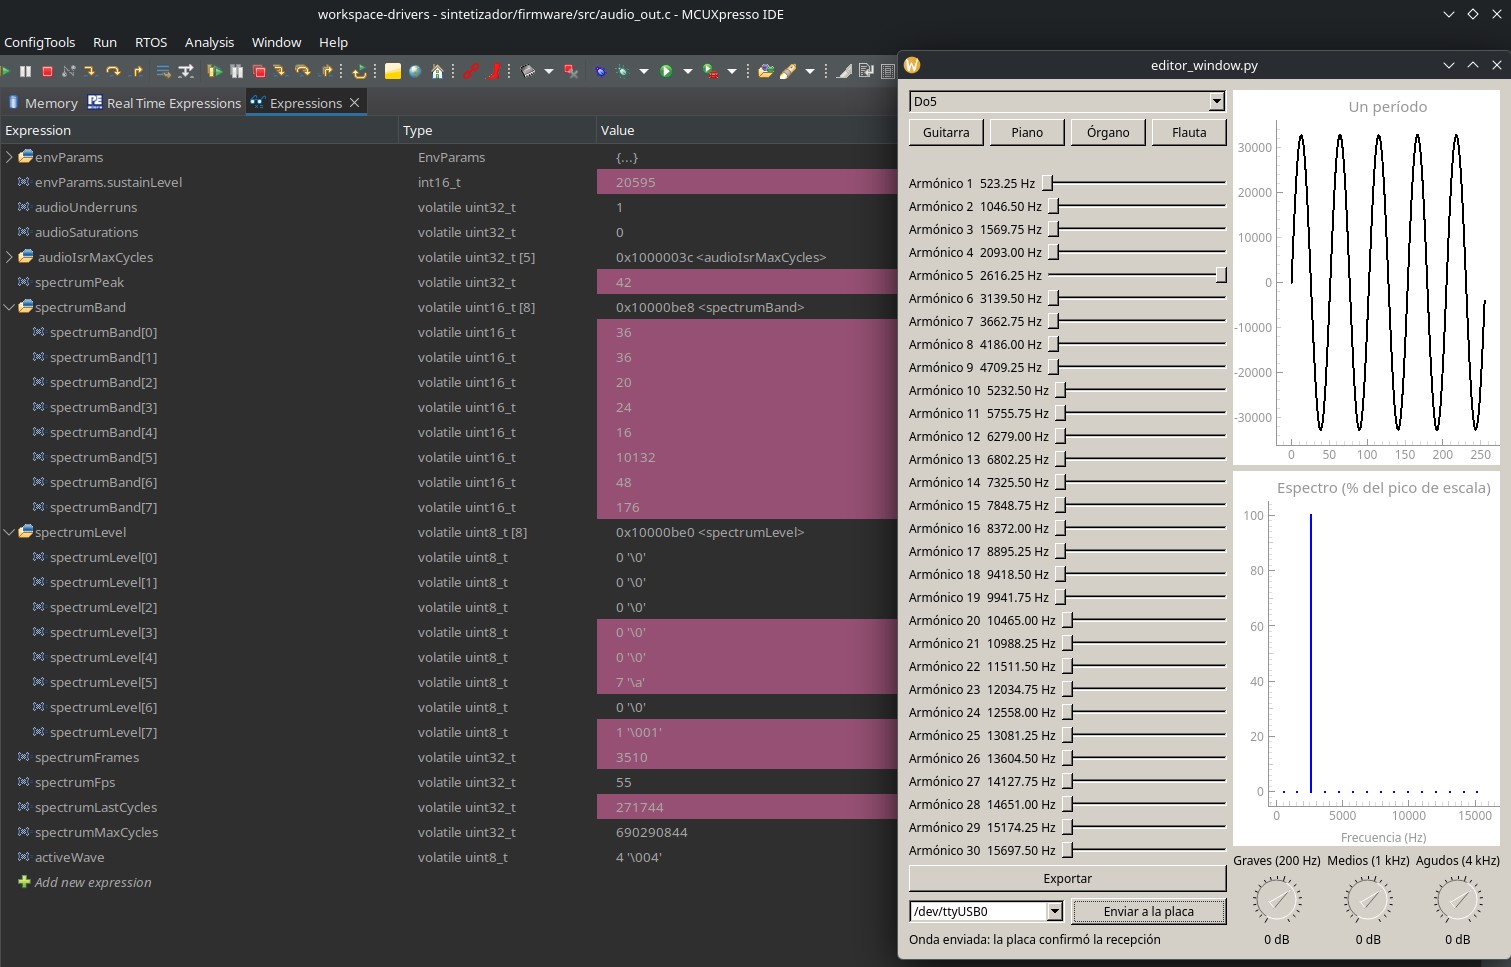 workspace-drivers - sintetizador/firmware/src/audio_out.c - MCUXpresso IDE
ConfigTools Run RTOS Analysis Window Help
Memory Real Time Expressions Expressions
Expression Type Value
envParams EnvParams {...}
envParams.sustainLevel int16_t 20595
audioUnderruns volatile uint32_t 1
audioSaturations volatile uint32_t 0
audioIsrMaxCycles volatile uint32_t [5] 0x1000003c <audioIsrMaxCycles>
spectrumPeak volatile uint32_t 42
spectrumBand volatile uint16_t [8] 0x10000be8 <spectrumBand>
spectrumBand[0] volatile uint16_t 36
spectrumBand[1] volatile uint16_t 36
spectrumBand[2] volatile uint16_t 20
spectrumBand[3] volatile uint16_t 24
spectrumBand[4] volatile uint16_t 16
spectrumBand[5] volatile uint16_t 10132
spectrumBand[6] volatile uint16_t 48
spectrumBand[7] volatile uint16_t 176
spectrumLevel volatile uint8_t [8] 0x10000be0 <spectrumLevel>
spectrumLevel[0] volatile uint8_t 0 '\0'
spectrumLevel[1] volatile uint8_t 0 '\0'
spectrumLevel[2] volatile uint8_t 0 '\0'
spectrumLevel[3] volatile uint8_t 0 '\0'
spectrumLevel[4] volatile uint8_t 0 '\0'
spectrumLevel[5] volatile uint8_t 7 '\a'
spectrumLevel[6] volatile uint8_t 0 '\0'
spectrumLevel[7] volatile uint8_t 1 '\001'
spectrumFrames volatile uint32_t 3510
spectrumFps volatile uint32_t 55
spectrumLastCycles volatile uint32_t 271744
spectrumMaxCycles volatile uint32_t 690290844
activeWave volatile uint8_t 4 '\004'
Add new expression
editor_window.py
Do5
Guitarra Piano Órgano Flauta
Armónico 1 523.25 Hz
Armónico 2 1046.50 Hz
Armónico 3 1569.75 Hz
Armónico 4 2093.00 Hz
Armónico 5 2616.25 Hz
Armónico 6 3139.50 Hz
Armónico 7 3662.75 Hz
Armónico 8 4186.00 Hz
Armónico 9 4709.25 Hz
Armónico 10 5232.50 Hz
Armónico 11 5755.75 Hz
Armónico 12 6279.00 Hz
Armónico 13 6802.25 Hz
Armónico 14 7325.50 Hz
Armónico 15 7848.75 Hz
Armónico 16 8372.00 Hz
Armónico 17 8895.25 Hz
Armónico 18 9418.50 Hz
Armónico 19 9941.75 Hz
Armónico 20 10465.00 Hz
Armónico 21 10988.25 Hz
Armónico 22 11511.50 Hz
Armónico 23 12034.75 Hz
Armónico 24 12558.00 Hz
Armónico 25 13081.25 Hz
Armónico 26 13604.50 Hz
Armónico 27 14127.75 Hz
Armónico 28 14651.00 Hz
Armónico 29 15174.25 Hz
Armónico 30 15697.50 Hz
Exportar
/dev/ttyUSB0 Enviar a la placa
Onda enviada: la placa confirmó la recepción
Un período
30000
20000
10000
0
-10000
-20000
-30000
0 50 100 150 200 250
Espectro (% del pico de escala)
100
80
60
40
20
0
0 5000 10000 15000
Frecuencia (Hz)
Graves (200 Hz) Medios (1 kHz) Agudos (4 kHz)
0 dB 0 dB 0 dB